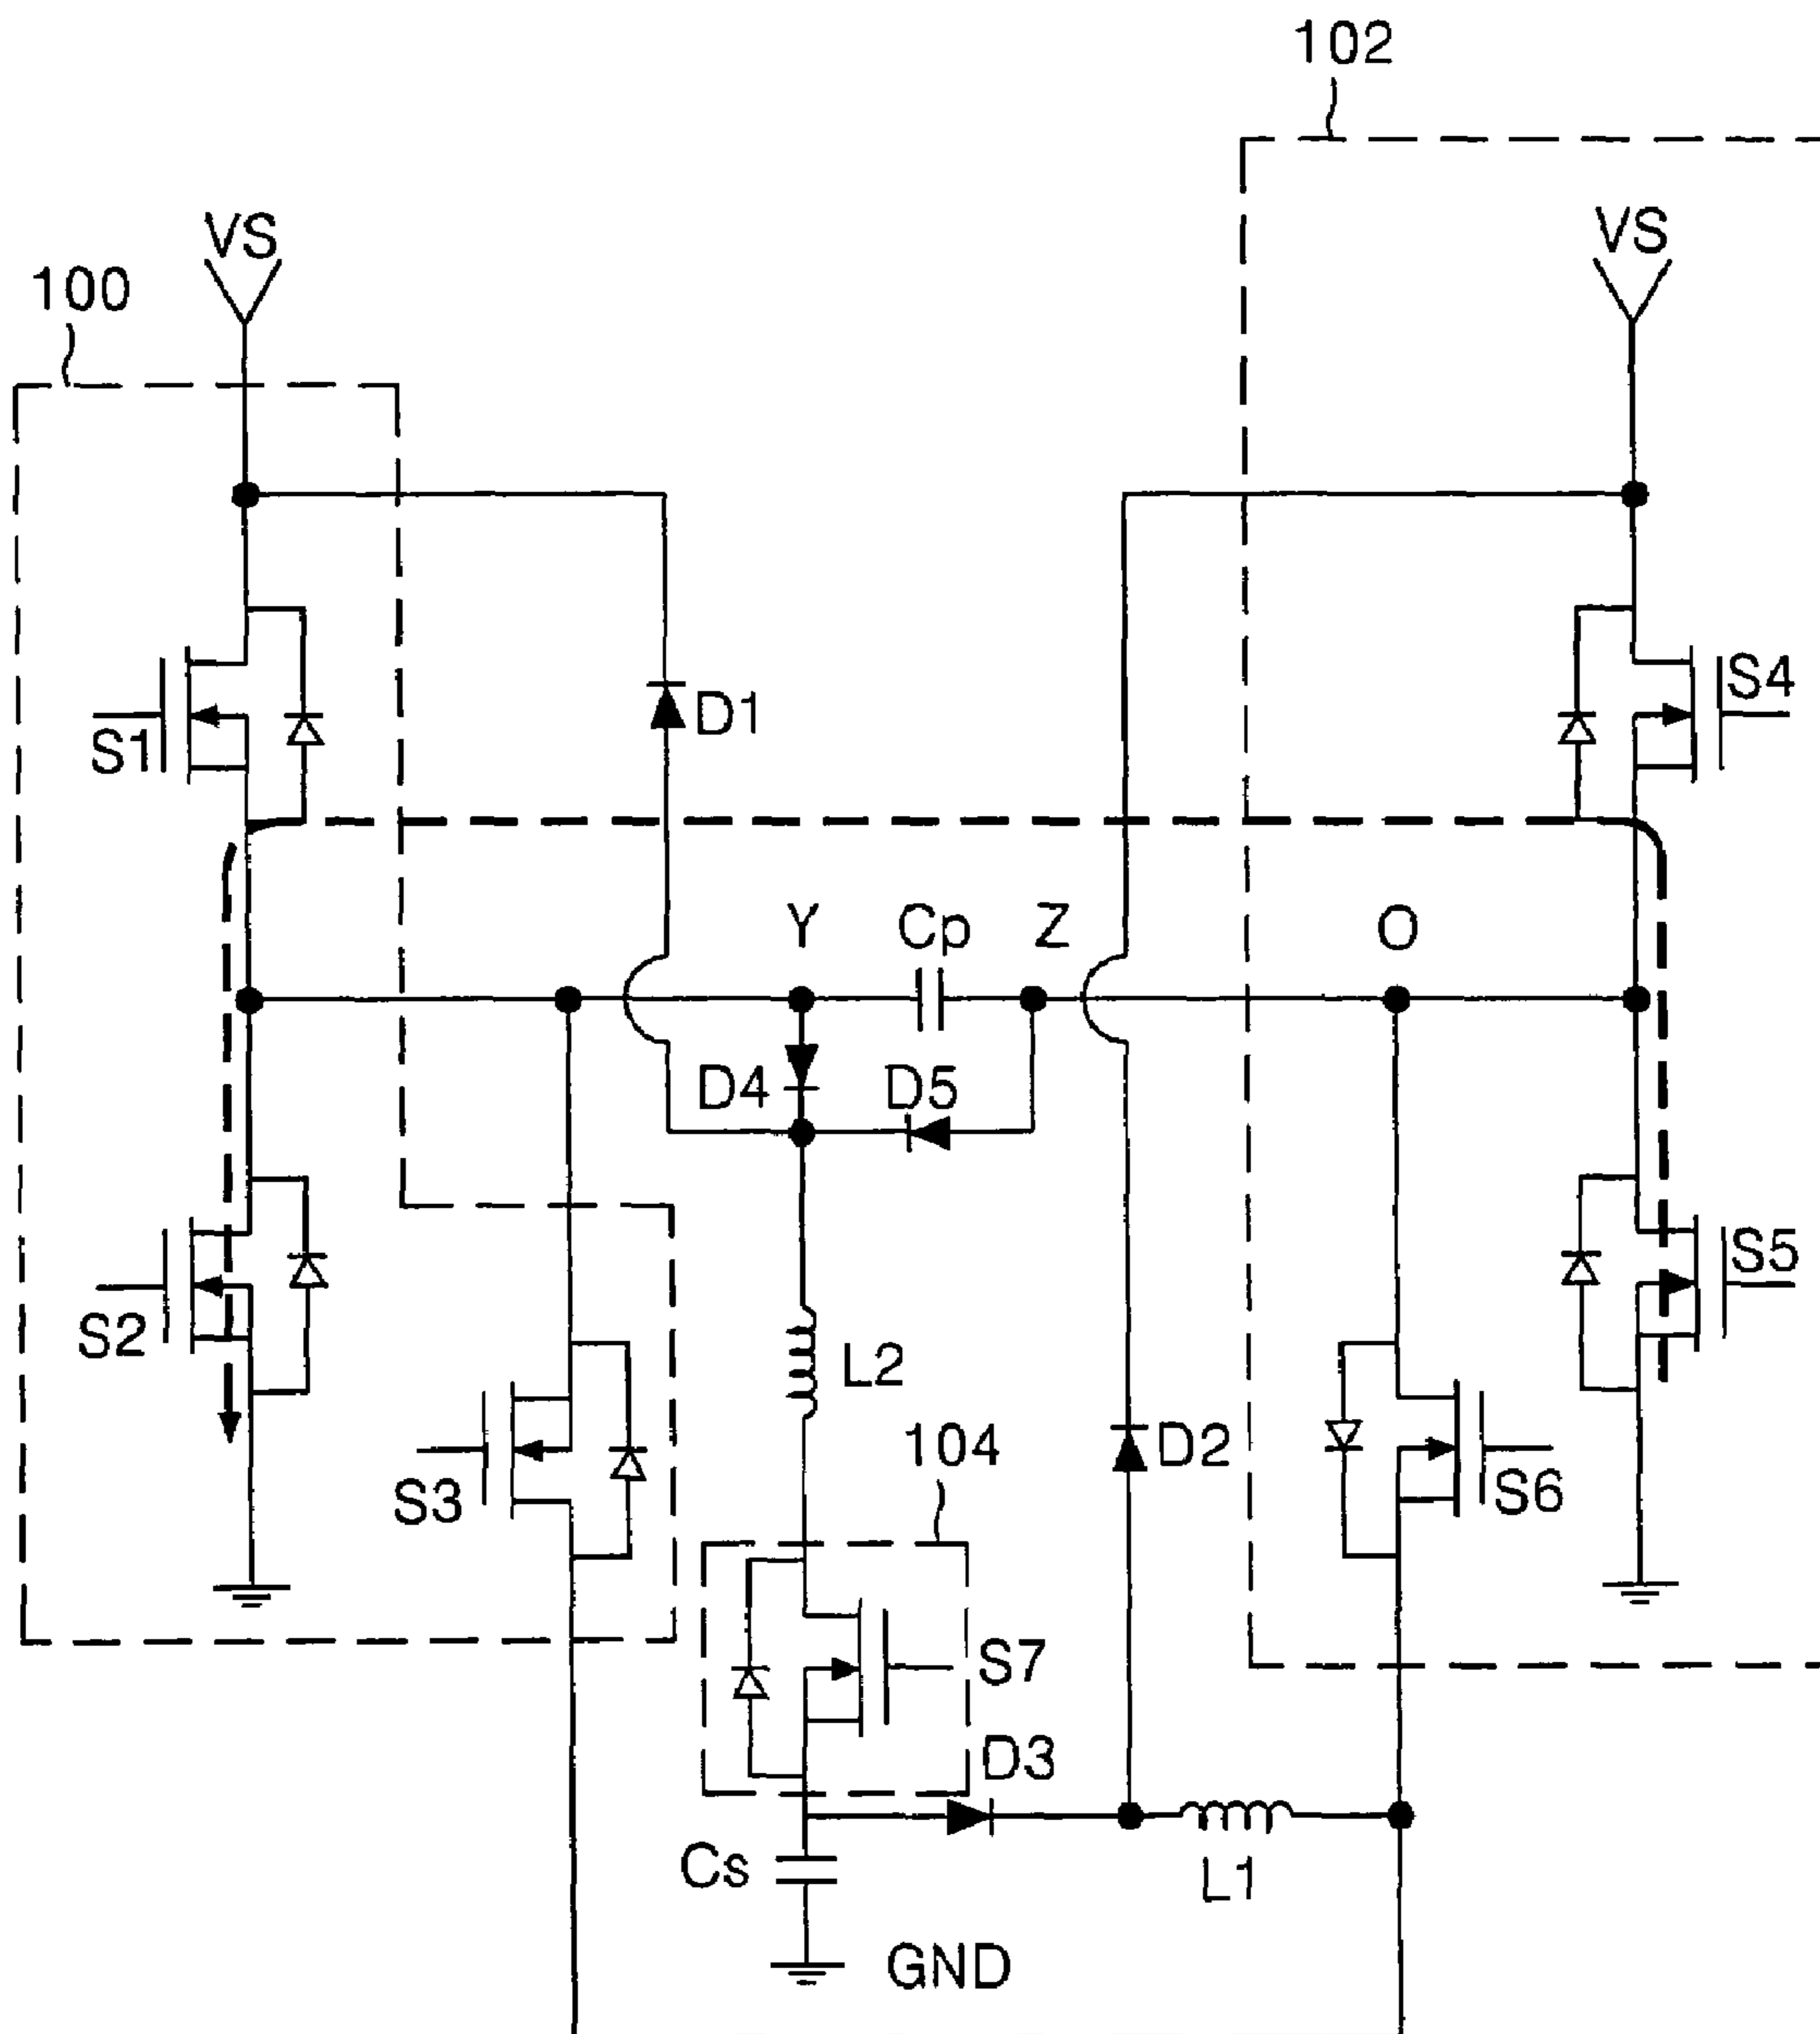 102
VS
VS
100
S4
D1
S1
Y
Cp
Z
O
D4
D5
S5
S2
L2
104
D2
S3
S6
S7
D3
Cs
L1
GND